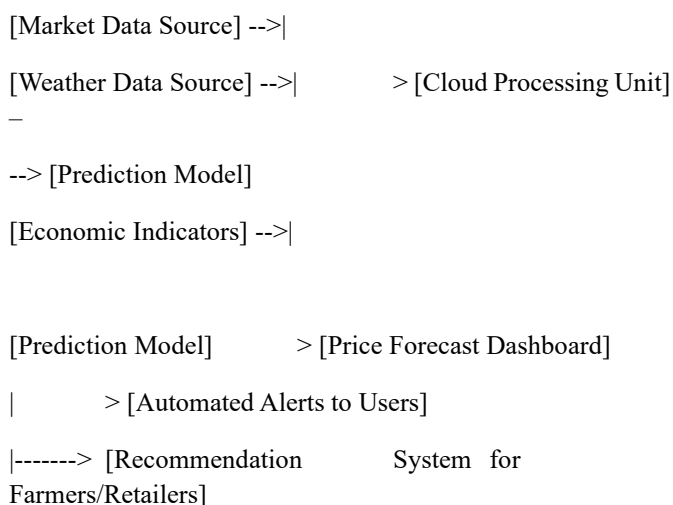 [Market Data Source] -->|
[Weather Data Source] -->| > [Cloud Processing Unit]
–
--> [Prediction Model]
[Economic Indicators] -->|
[Prediction Model] > [Price Forecast Dashboard]
| > [Automated Alerts to Users]
|-------> [Recommendation System for
Farmers/Retailers]